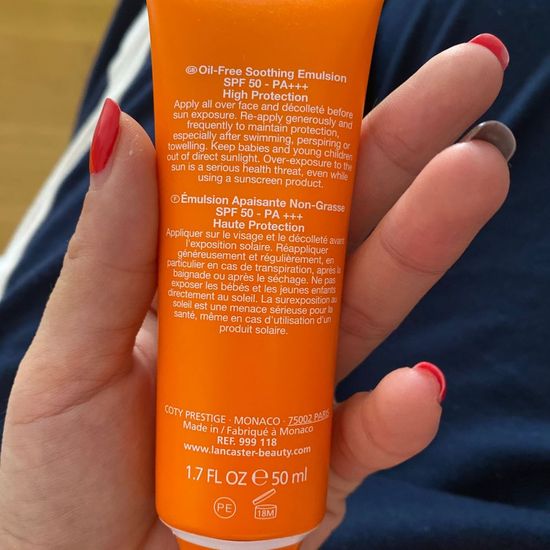 GB Oil-Free Soothing Emulsion
SPF 50 - PA+++
High Protection
Apply all over face and décolleté before
sun exposure. Re-apply generously and
frequently to maintain protection,
especially after swimming, perspiring or
towelling. Keep babies and young children
out of direct sunlight. Over-exposure to the
sun is a serious health threat, even while
using a sunscreen product.
F Émulsion Apaisante Non-Grasse
SPF 50 - PA +++
Haute Protection
Appliquer sur le visage et le décolleté avant
l'exposition solaire. Réappliquer
généreusement et régulièrement, en
particulier en cas de transpiration, après la
baignade ou après le séchage. Ne pas
exposer les bébés et les jeunes enfants
directement au soleil. La surexposition au
soleil est une menace sérieuse pour la
santé, même en cas d'utilisation d'un
produit solaire.
COTY PRESTIGE · MONACO · 75002 PARIS
Made in / Fabriqué à Monaco
REF. 999 118
www.lancaster-beauty.com
1.7 FL OZ e 50 ml
PE
18M